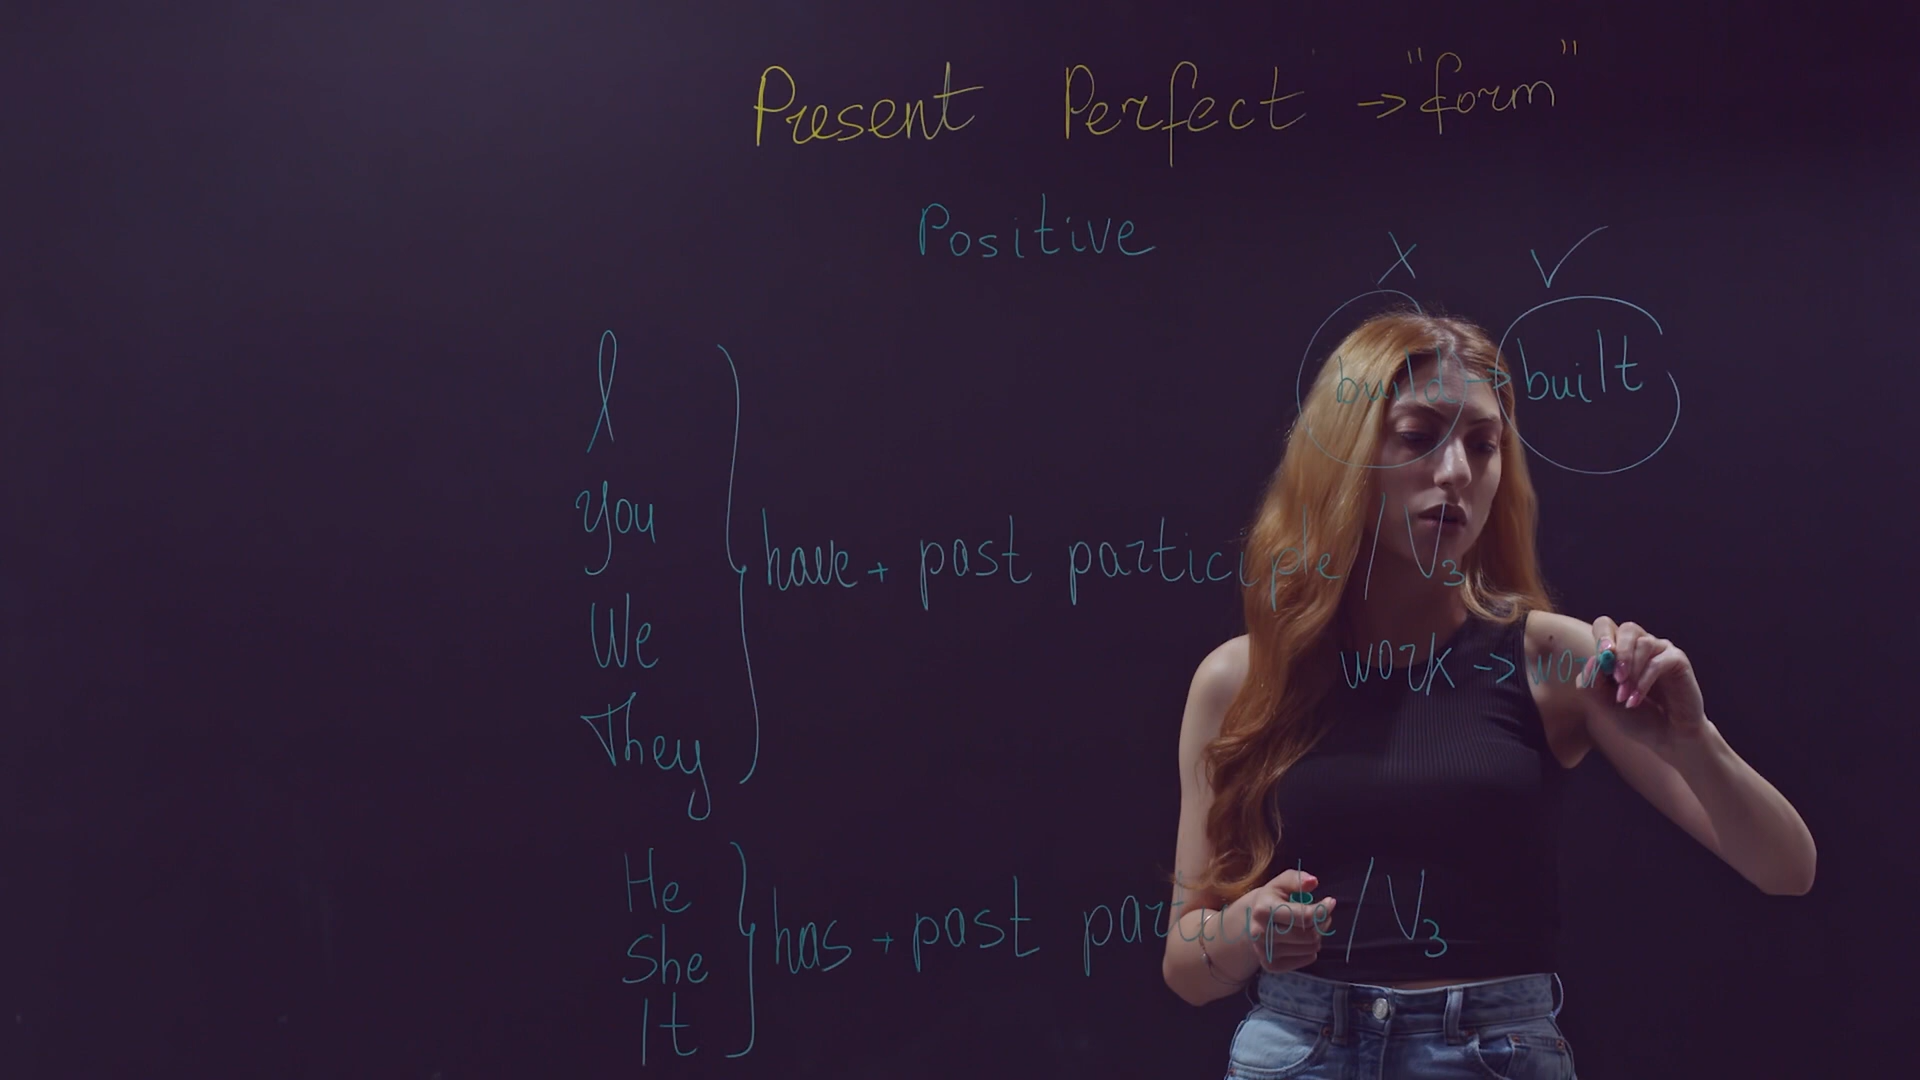 Present Perfect -> "form"
Positive
X ✓
build -> built
I
You
We
They
have + past participle / V3
work -> work
He
She
It
has + past participle / V3